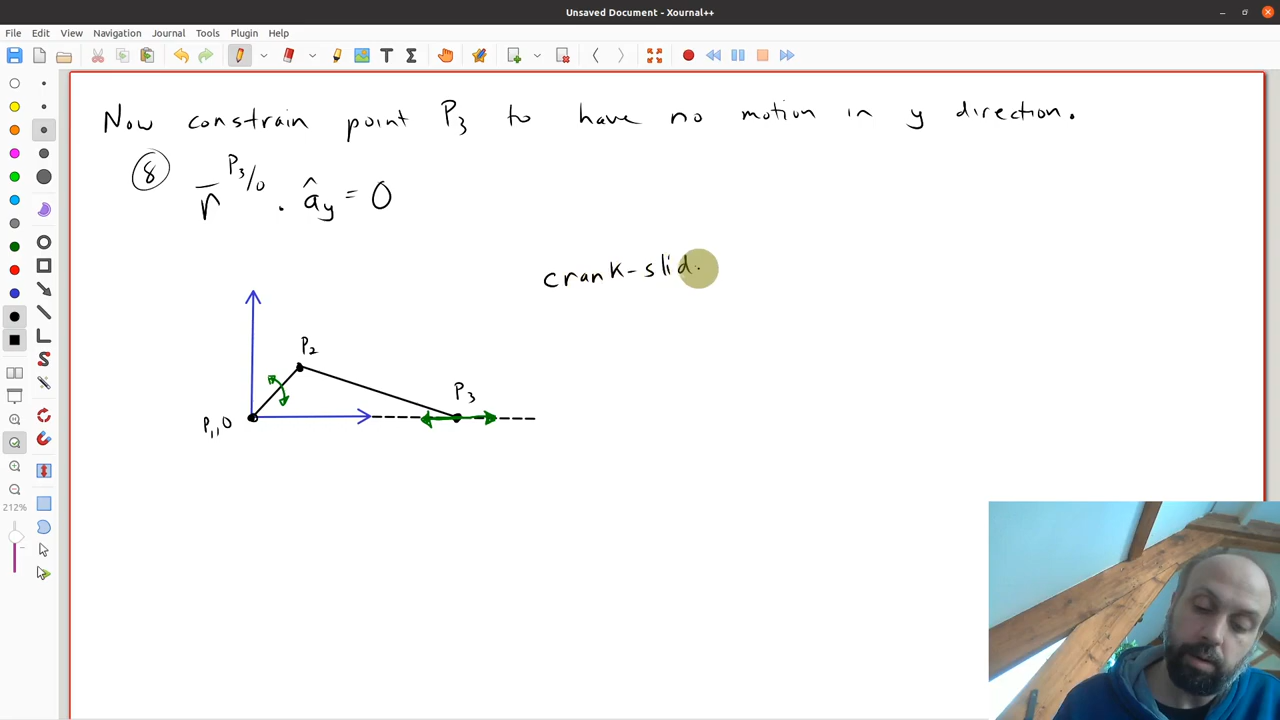 Unsaved Document - Xournal++
File Edit View Navigation Journal Tools Plugin Help
Now constrain point P3 to have no motion in y direction.
8
r̄^P3/O · ây = 0
crank-slid
P2
P3
P1,O
212%